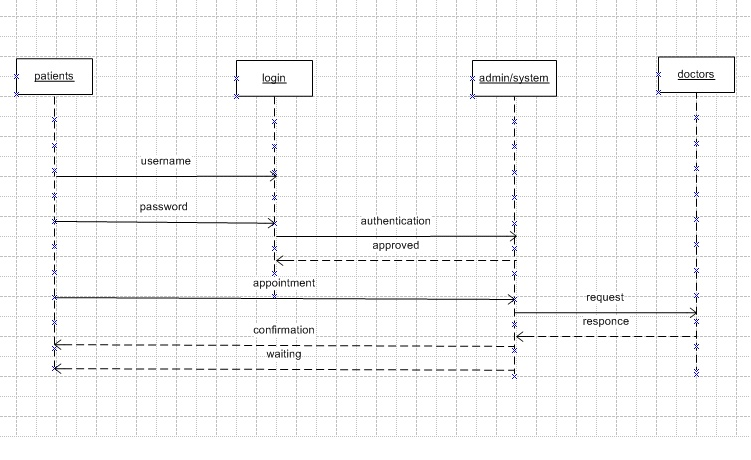 patients
login
admin/system
doctors
username
password
authentication
approved
appointment
request
responce
confirmation
waiting